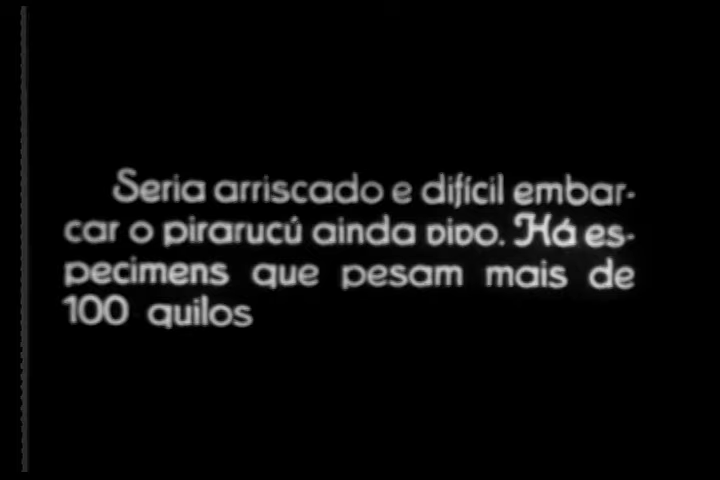 Seria arriscado e difícil embar-
car o pirarucú ainda vivo. Há es-
pecimens que pesam mais de
100 quilos